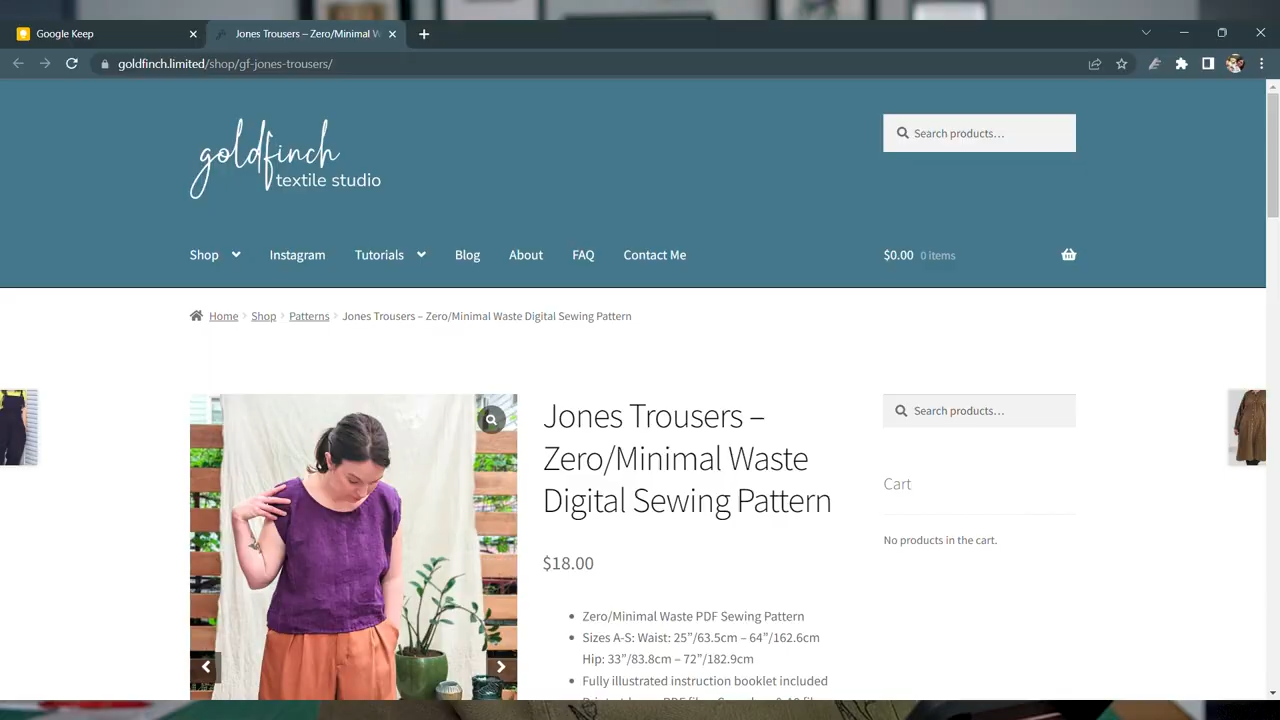 Google Keep
Jones Trousers – Zero/Minimal W
goldfinch.limited/shop/gf-jones-trousers/
goldfinch
textile studio
Search products…
Shop
Instagram
Tutorials
Blog
About
FAQ
Contact Me
$0.00 0 items
Home Shop Patterns Jones Trousers – Zero/Minimal Waste Digital Sewing Pattern
Jones Trousers –
Zero/Minimal Waste
Digital Sewing Pattern
$18.00
• Zero/Minimal Waste PDF Sewing Pattern
• Sizes A-S: Waist: 25”/63.5cm – 64”/162.6cm
Hip: 33”/83.8cm – 72”/182.9cm
• Fully illustrated instruction booklet included
Search products…
Cart
No products in the cart.